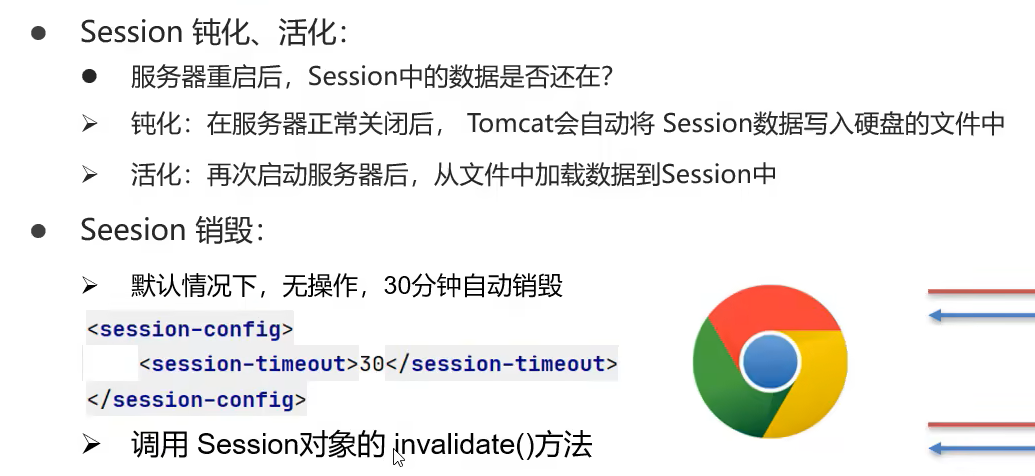 Session 钝化、活化：
服务器重启后，Session中的数据是否还在？
钝化：在服务器正常关闭后， Tomcat会自动将 Session数据写入硬盘的文件中
活化：再次启动服务器后，从文件中加载数据到Session中
Seesion 销毁：
默认情况下，无操作，30分钟自动销毁
<session-config>
<session-timeout>30</session-timeout>
</session-config>
调用 Session对象的 invalidate()方法